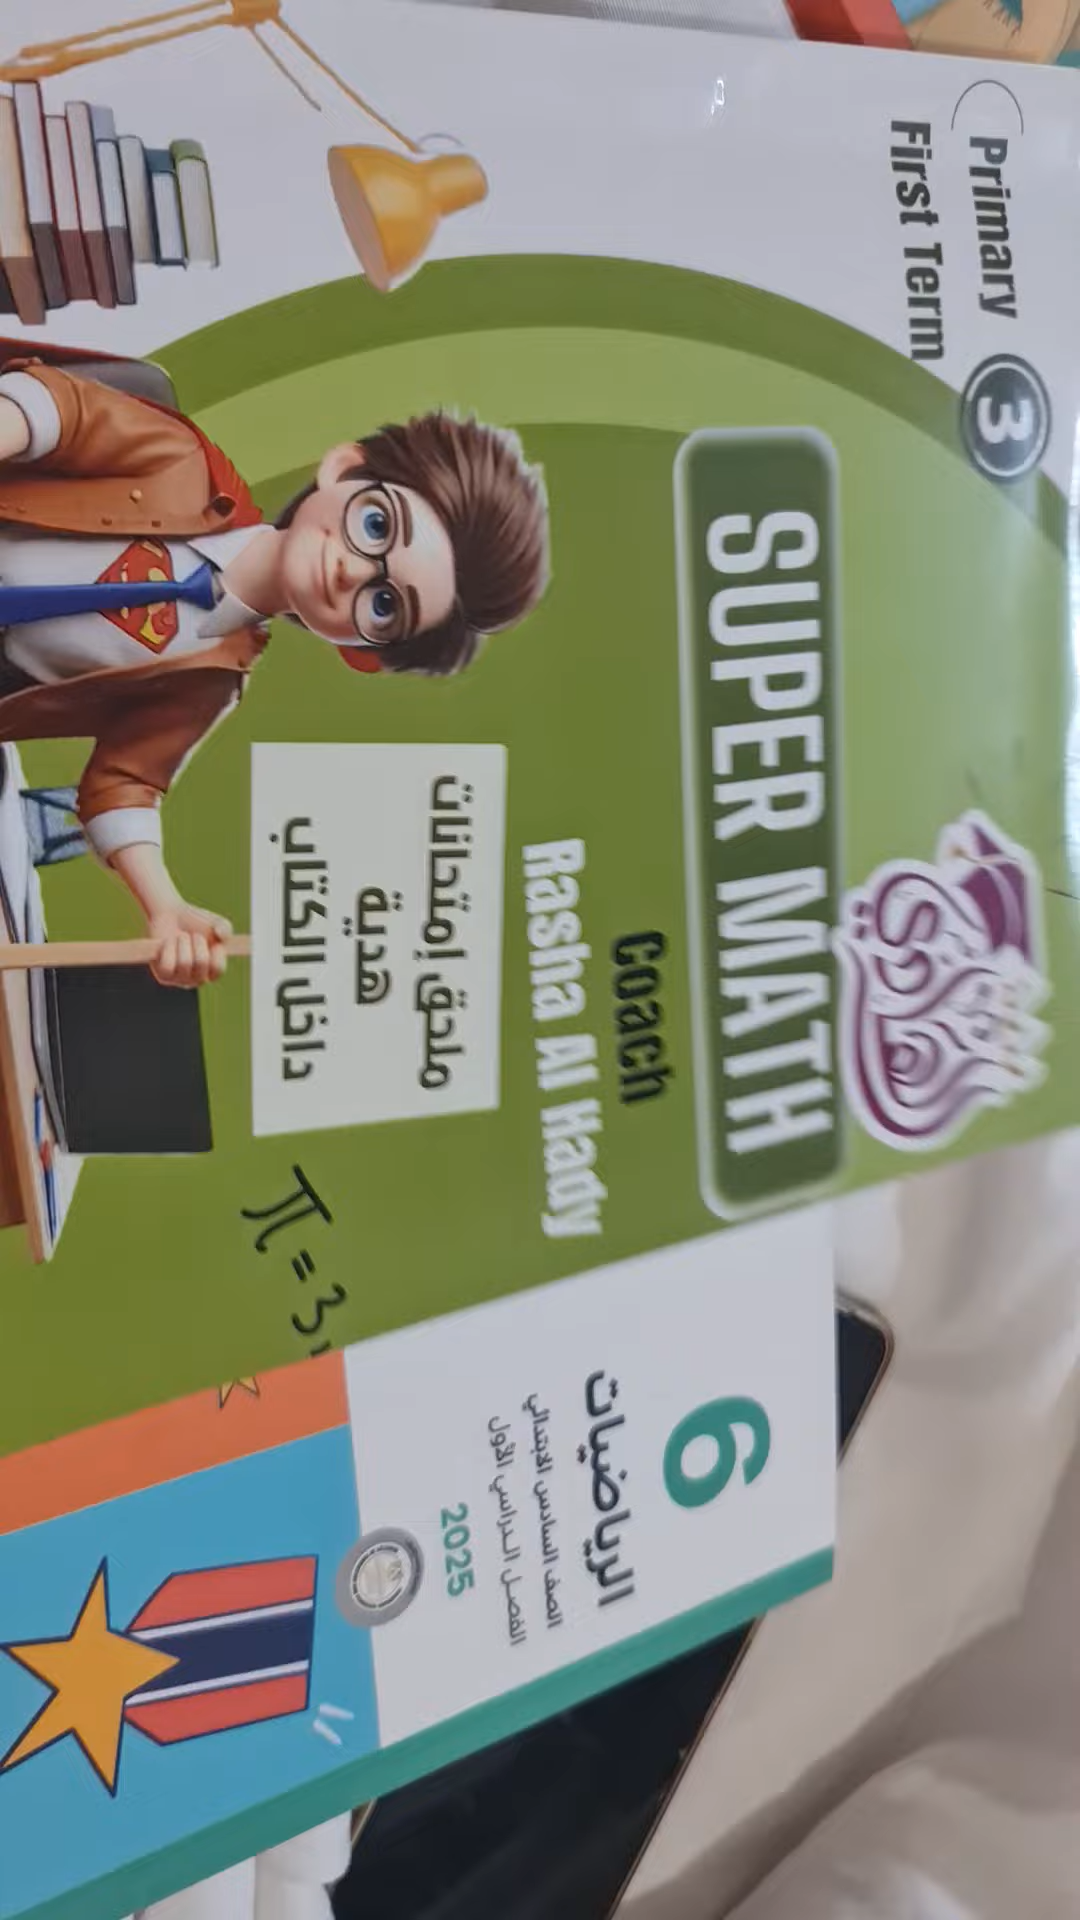 Primary 3
First Term
SUPER MATH
Coach
Rasha Al Hady
ملحق إمتحانات
هدية
داخل الكتاب
π = 3,
6
الرياضيات
الصف السادس الابتدائي
الفصل الدراسي الأول
2025